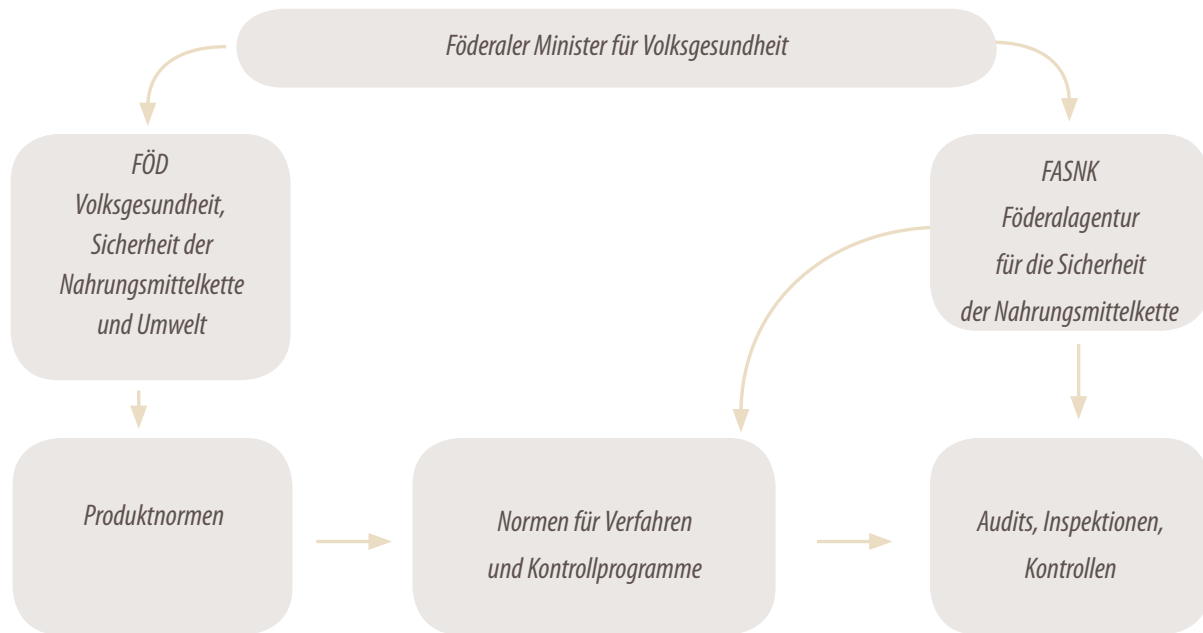 Föderaler Minister für Volksgesundheit
FÖD
Volksgesundheit,
Sicherheit der
Nahrungsmittelkette
und Umwelt
FASNK
Föderalagentur
für die Sicherheit
der Nahrungsmittelkette
Produktnormen
Normen für Verfahren
und Kontrollprogramme
Audits, Inspektionen,
Kontrollen